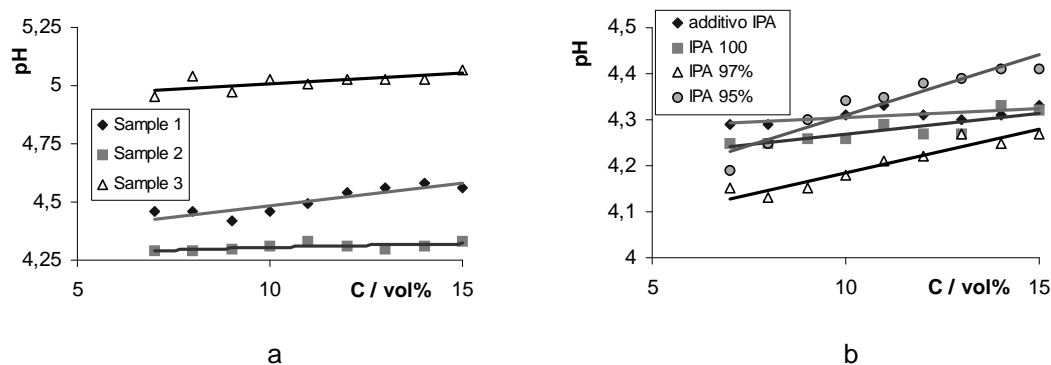 5,25
5
4,75
4,5
4,25
pH
Sample 1
Sample 2
Sample 3
5
10
15
C / vol%
a
4,5
4,4
4,3
4,2
4,1
4
pH
additivo IPA
IPA 100
IPA 97%
IPA 95%
5
10
15
C / vol%
b